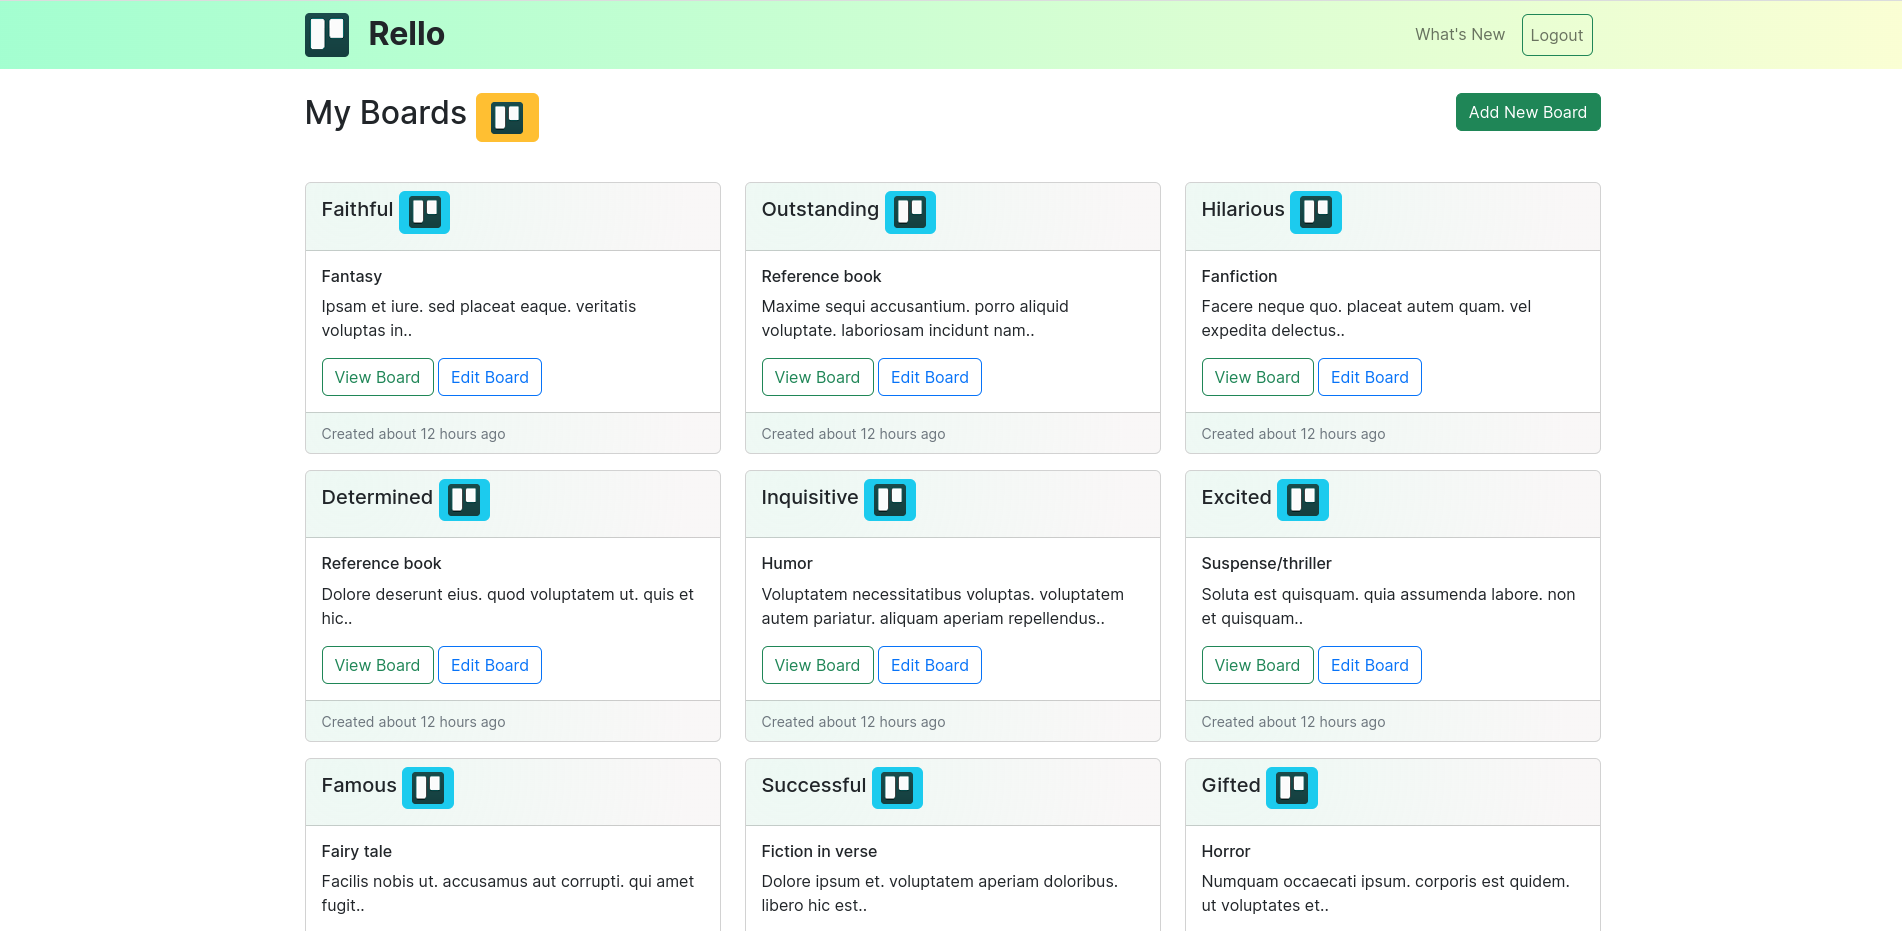 Rello
What's New
Logout
My Boards
Add New Board
Faithful
Fantasy
Ipsam et iure. sed placeat eaque. veritatis
voluptas in..
View Board
Edit Board
Created about 12 hours ago
Outstanding
Reference book
Maxime sequi accusantium. porro aliquid
voluptate. laboriosam incidunt nam..
View Board
Edit Board
Created about 12 hours ago
Hilarious
Fanfiction
Facere neque quo. placeat autem quam. vel
expedita delectus..
View Board
Edit Board
Created about 12 hours ago
Determined
Reference book
Dolore deserunt eius. quod voluptatem ut. quis et
hic..
View Board
Edit Board
Created about 12 hours ago
Inquisitive
Humor
Voluptatem necessitatibus voluptas. voluptatem
autem pariatur. aliquam aperiam repellendus..
View Board
Edit Board
Created about 12 hours ago
Excited
Suspense/thriller
Soluta est quisquam. quia assumenda labore. non
et quisquam..
View Board
Edit Board
Created about 12 hours ago
Famous
Fairy tale
Facilis nobis ut. accusamus aut corrupti. qui amet
fugit..
Successful
Fiction in verse
Dolore ipsum et. voluptatem aperiam doloribus.
libero hic est..
Gifted
Horror
Numquam occaecati ipsum. corporis est quidem.
ut voluptates et..